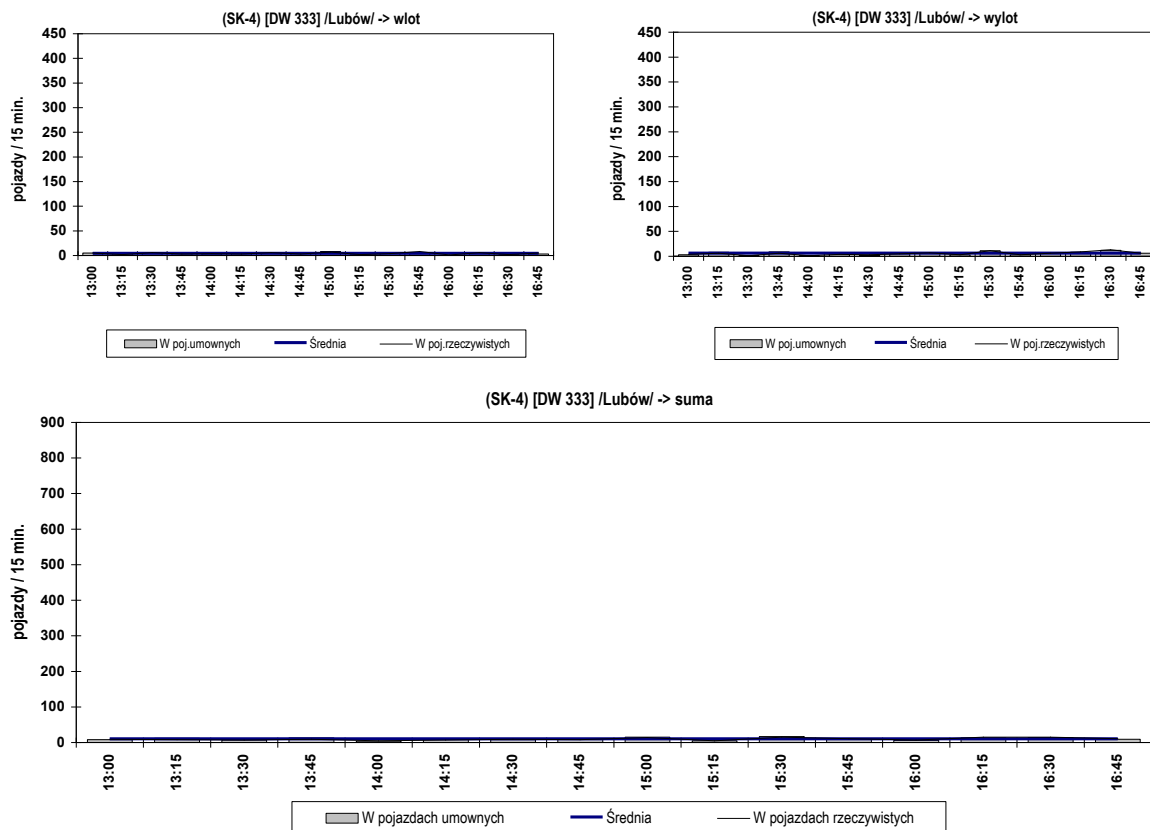 (SK-4) [DW 333] /Lubów/ -> wlot
pojazdy / 15 min.
450
400
350
300
250
200
150
100
50
0
13:00 13:15 13:30 13:45 14:00 14:15 14:30 14:45 15:00 15:15 15:30 15:45 16:00 16:15 16:30 16:45
W poj.umownych Średnia W poj.rzeczywistych
(SK-4) [DW 333] /Lubów/ -> wylot
pojazdy / 15 min.
450
400
350
300
250
200
150
100
50
0
13:00 13:15 13:30 13:45 14:00 14:15 14:30 14:45 15:00 15:15 15:30 15:45 16:00 16:15 16:30 16:45
W poj.umownych Średnia W poj.rzeczywistych
(SK-4) [DW 333] /Lubów/ -> suma
pojazdy / 15 min.
900
800
700
600
500
400
300
200
100
0
13:00 13:15 13:30 13:45 14:00 14:15 14:30 14:45 15:00 15:15 15:30 15:45 16:00 16:15 16:30 16:45
W pojazdach umownych Średnia W pojazdach rzeczywistych